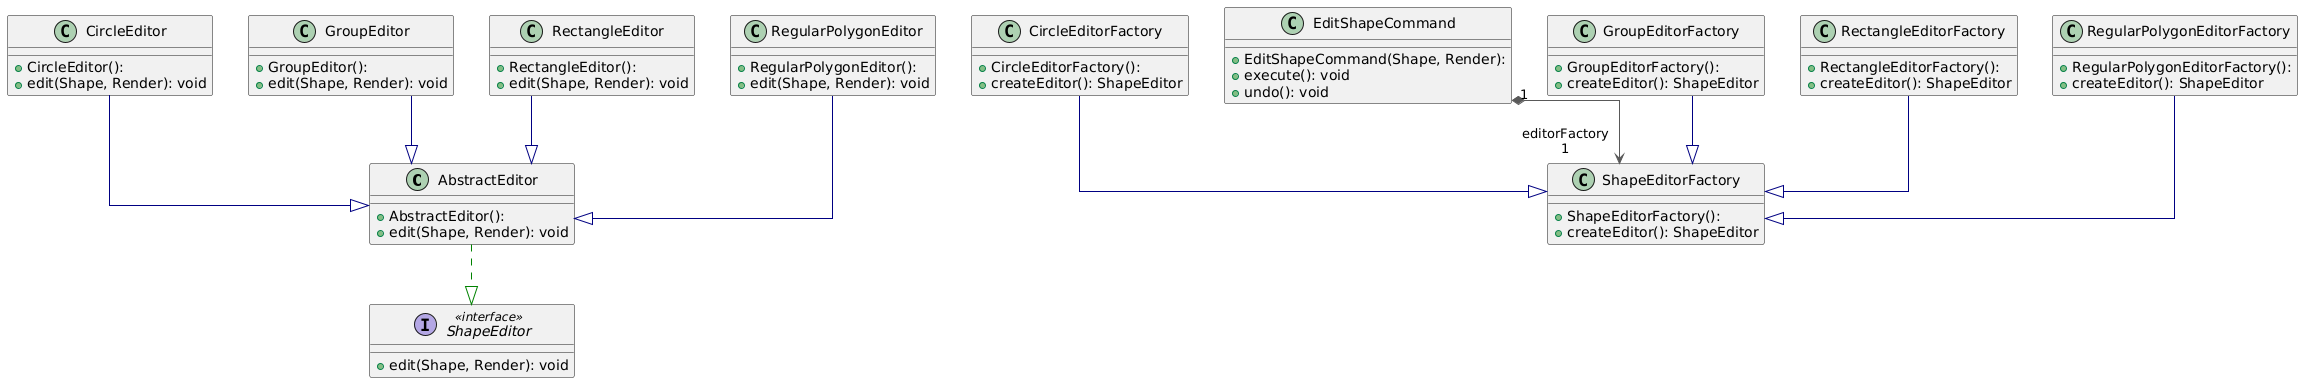 C CircleEditor
CircleEditor():
edit(Shape, Render): void
C GroupEditor
GroupEditor():
edit(Shape, Render): void
C RectangleEditor
RectangleEditor():
edit(Shape, Render): void
C RegularPolygonEditor
RegularPolygonEditor():
edit(Shape, Render): void
C CircleEditorFactory
CircleEditorFactory():
createEditor(): ShapeEditor
C EditShapeCommand
EditShapeCommand(Shape, Render):
execute(): void
undo(): void
C GroupEditorFactory
GroupEditorFactory():
createEditor(): ShapeEditor
C RectangleEditorFactory
RectangleEditorFactory():
createEditor(): ShapeEditor
C RegularPolygonEditorFactory
RegularPolygonEditorFactory():
createEditor(): ShapeEditor
1
editorFactory
1
C AbstractEditor
AbstractEditor():
edit(Shape, Render): void
C ShapeEditorFactory
ShapeEditorFactory():
createEditor(): ShapeEditor
«interface»
I ShapeEditor
edit(Shape, Render): void